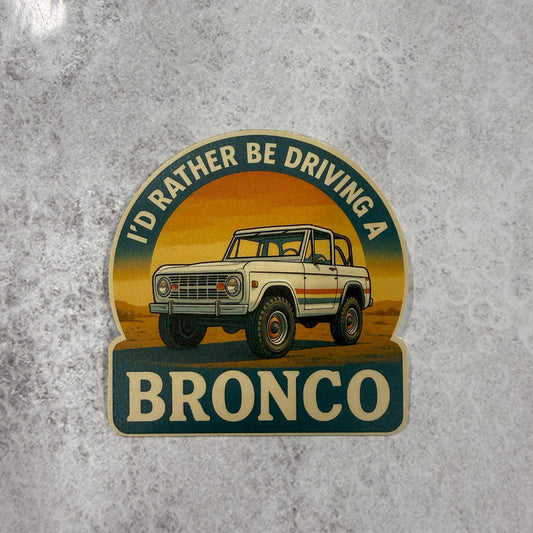 I'D RATHER BE DRIVING A
BRONCO